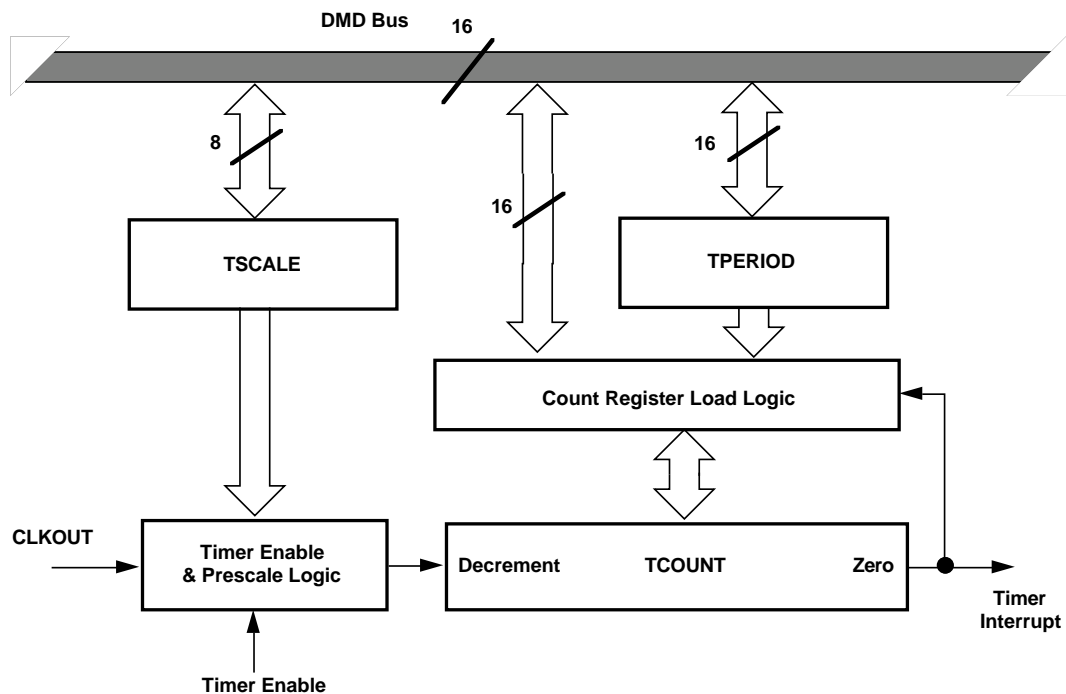 DMD Bus
16
8
16
16
TSCALE
TPERIOD
Count Register Load Logic
CLKOUT
Timer Enable
& Prescale Logic
Decrement
TCOUNT
Zero
Timer
Interrupt
Timer Enable